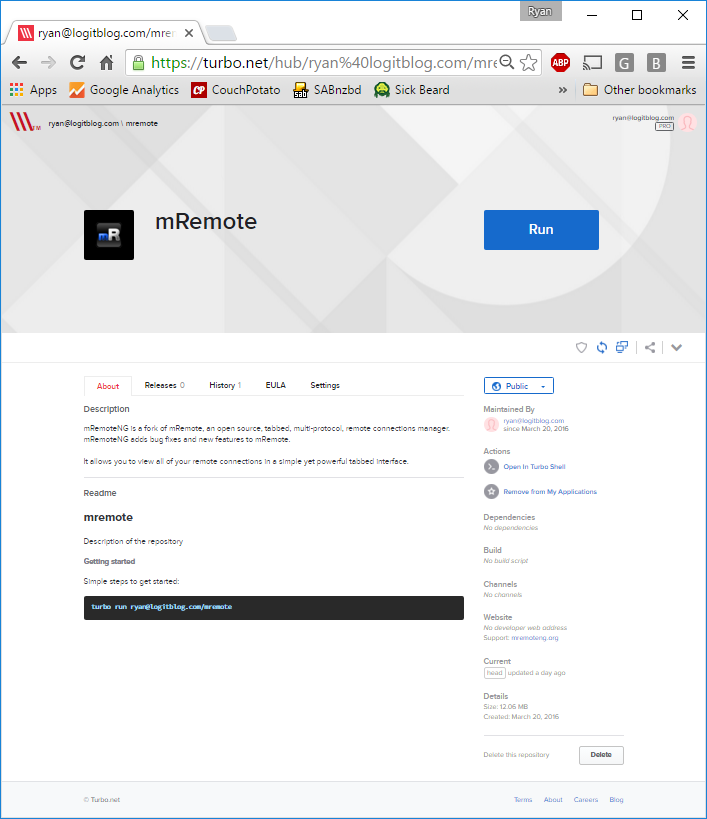 Ryan
ryan@logitblog.com/mrem
https://turbo.net/hub/ryan%40logitblog.com/mre
ABP
G
B
Apps
Google Analytics
CP
CouchPotato
sab
SABnzbd
Sick Beard
»
Other bookmarks
TM
ryan@logitblog.com \ mremote
ryan@logitblog.com
PRO
mR
mRemote
Run
About
Releases 0
History 1
EULA
Settings
Public
Description
mRemoteNG is a fork of mRemote, an open source, tabbed, multi-protocol, remote connections manager.
mRemoteNG adds bug fixes and new features to mRemote.
It allows you to view all of your remote connections in a simple yet powerful tabbed interface.
Readme
mremote
Description of the repository
Getting started
Simple steps to get started:
turbo run ryan@logitblog.com/mremote
Maintained By
ryan@logitblog.com
since March 20, 2016
Actions
Open In Turbo Shell
Remove from My Applications
Dependencies
No dependencies
Build
No build script
Channels
No channels
Website
No developer web address
Support: mremoteng.org
Current
head updated a day ago
Details
Size: 12.06 MB
Created: March 20, 2016
Delete this repository
Delete
© Turbo.net
Terms
About
Careers
Blog